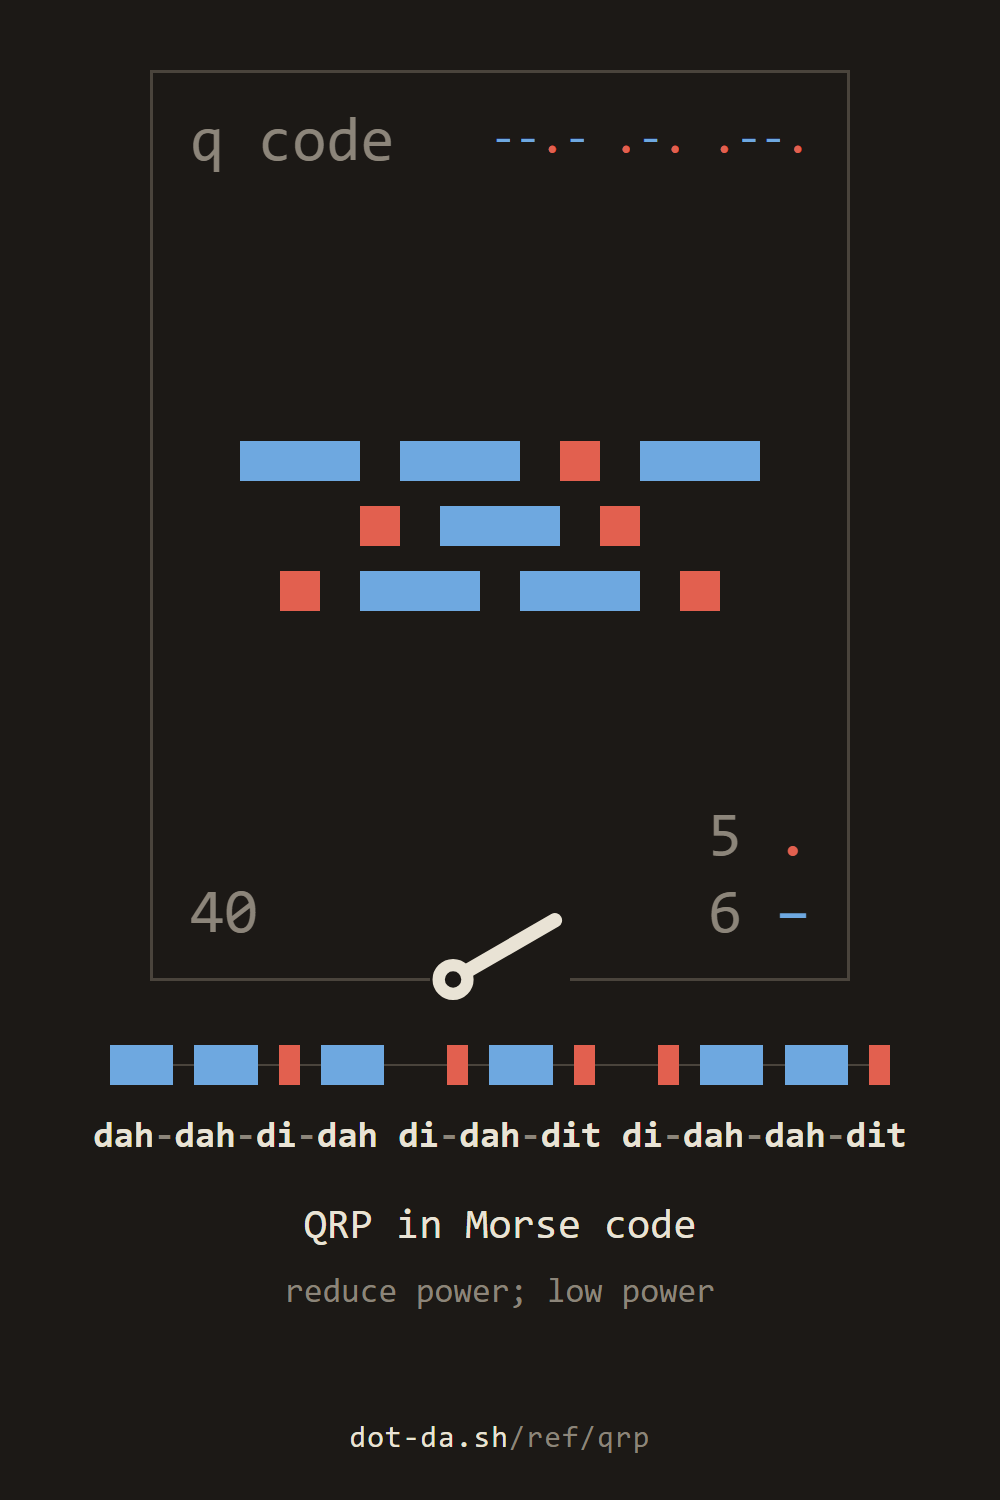 q code --.- .-. .--.
5 .
40 6 -
dah-dah-di-dah di-dah-dit di-dah-dah-dit
QRP in Morse code
reduce power; low power
dot-da.sh/ref/qrp